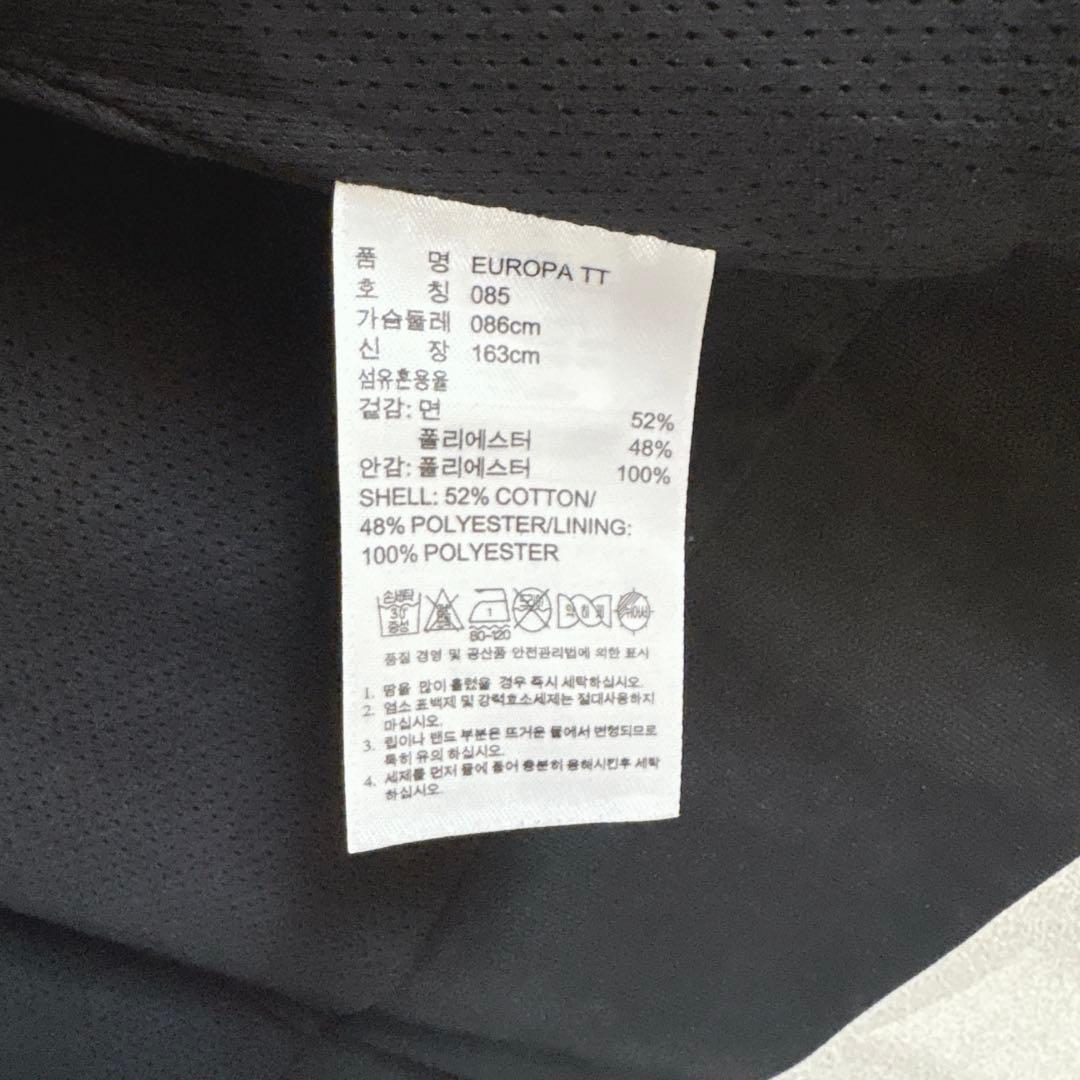 품 명 EUROPA TT
호 칭 085
가슴둘레 086cm
신 장 163cm
섬유혼용율
겉감: 면 52%
폴리에스터 48%
안감: 폴리에스터 100%
SHELL: 52% COTTON/
48% POLYESTER/LINING:
100% POLYESTER
손세탁
30°
중성
1
80~120
품질 경영 및 공산품 안전관리법에 의한 표시
1. 땀을 많이 흘렸을 경우 즉시 세탁하십시오.
2. 염소 표백제 및 강력효소세제는 절대사용하지
마십시오.
3. 립이나 밴드 부분은 뜨거운 물에서 변형되므로
특히 유의 하십시오.
4. 세제를 먼저 물에 풀어 충분히 용해시킨후 세탁
하십시오.